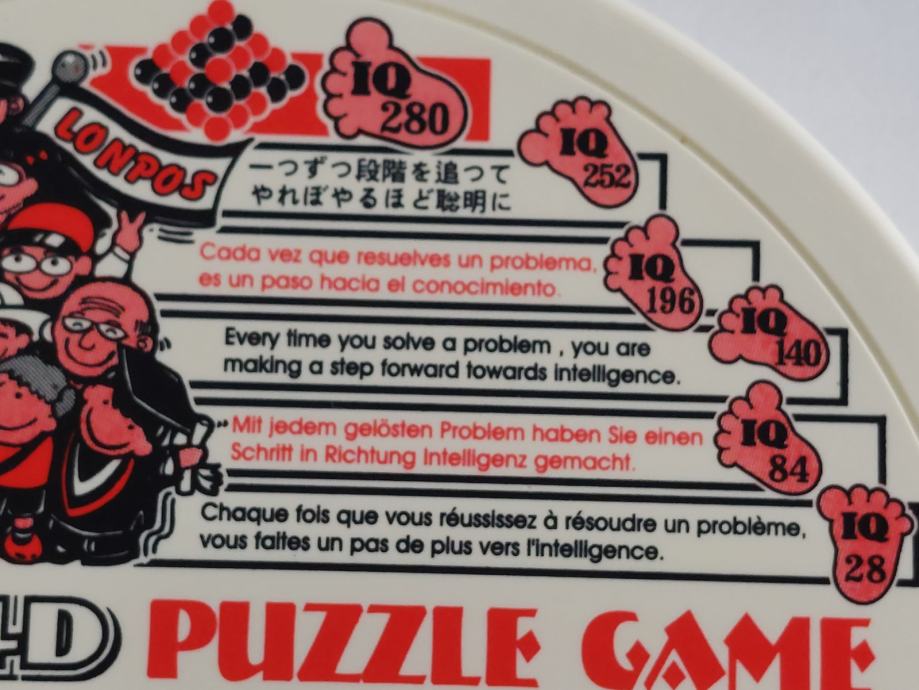 LONPOS
IQ 280
IQ 252
一つずつ段階を追って
やればやるほど聡明に
Cada vez que resuelves un problema,
es un paso hacia el conocimiento.
IQ 196
Every time you solve a problem , you are
making a step forward towards intelligence.
IQ 140
Mit jedem gelösten Problem haben Sie einen
Schritt in Richtung Intelligenz gemacht.
IQ 84
Chaque fois que vous réussissez à résoudre un problème,
vous faites un pas de plus vers l'intelligence.
IQ 28
PUZZLE GAME